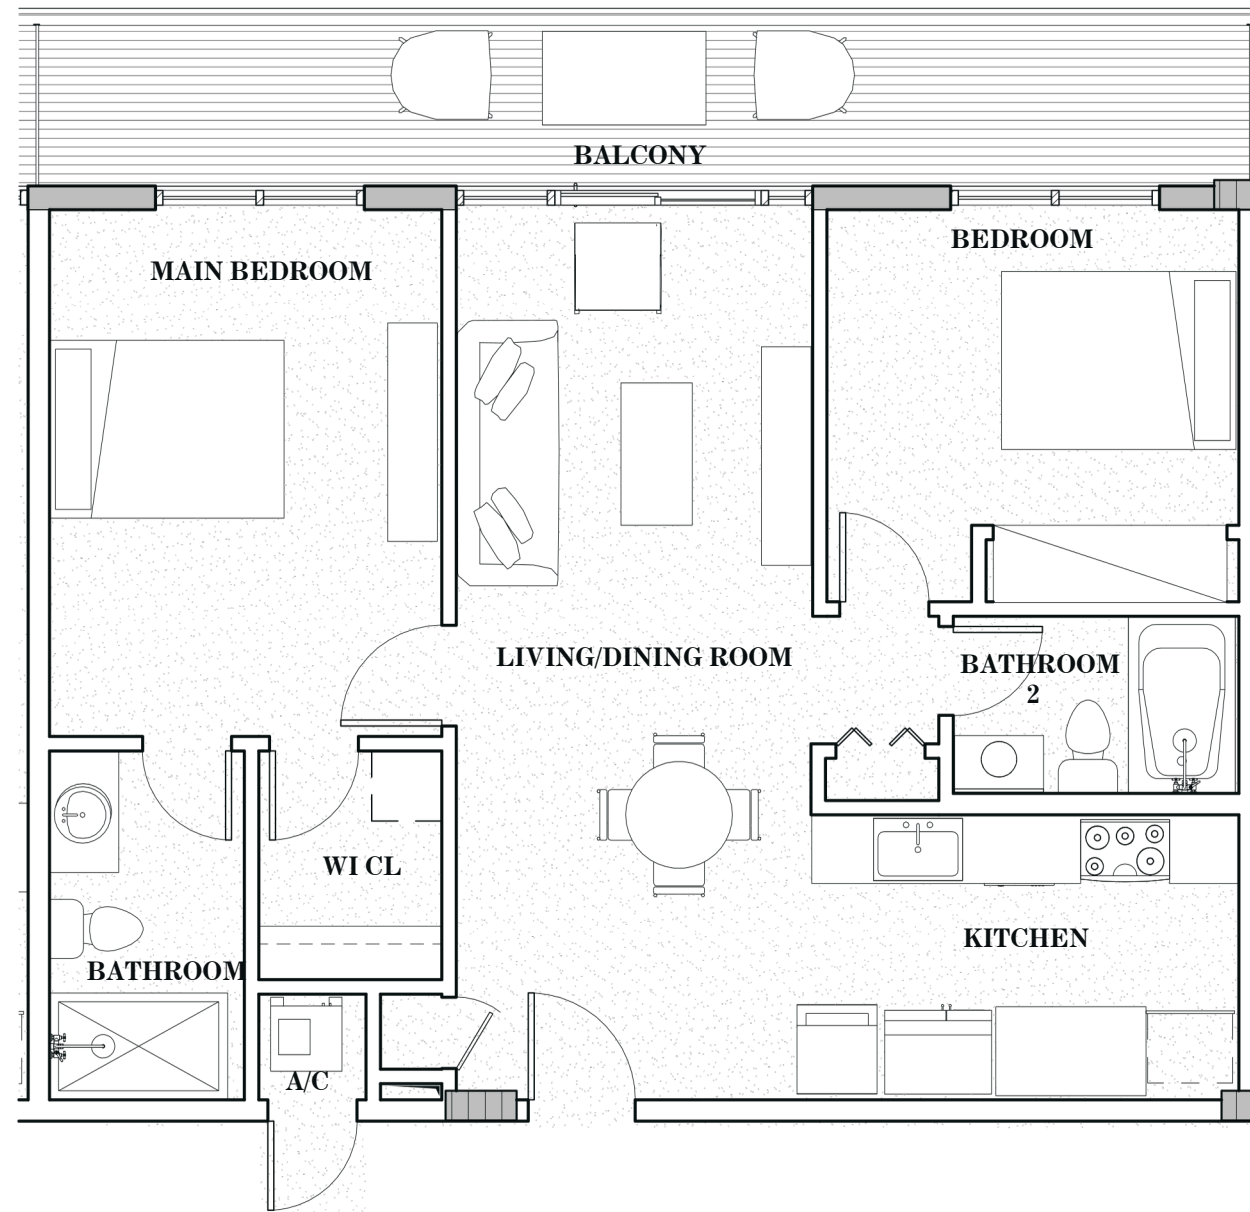 BALCONY
BEDROOM
MAIN BEDROOM
LIVING/DINING ROOM
BATHROOM
2
WI CL
KITCHEN
BATHROOM
A/C